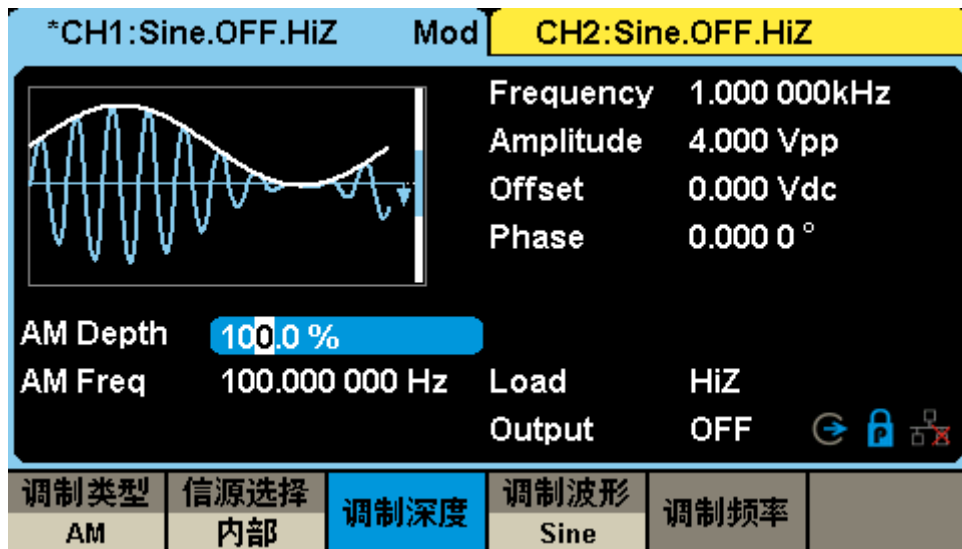 *CH1:Sine.OFF.HiZ Mod
CH2:Sine.OFF.HiZ
Frequency 1.000 000kHz
Amplitude 4.000 Vpp
Offset 0.000 Vdc
Phase 0.000 0 °
AM Depth 100.0 %
AM Freq 100.000 000 Hz
Load HiZ
Output OFF
P
调制类型
AM
信源选择
内部
调制深度
调制波形
Sine
调制频率